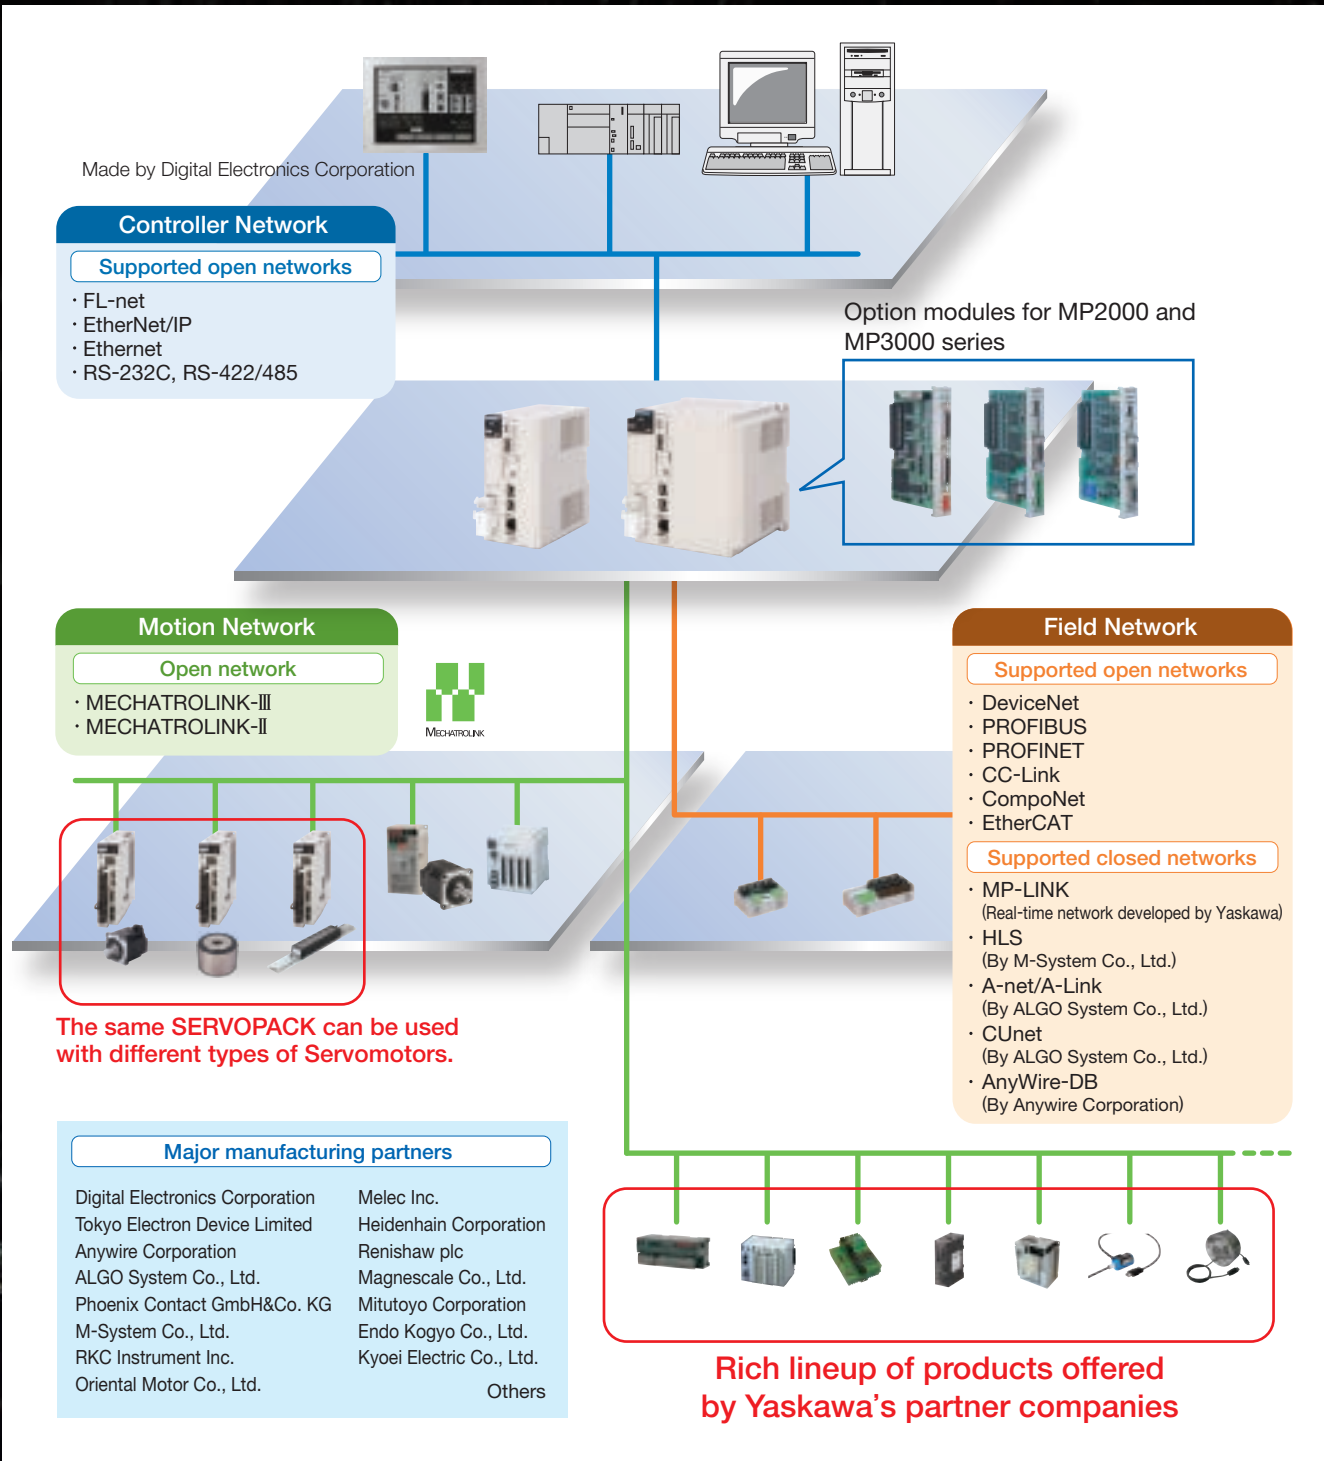 Made by Digital Electronics Corporation
Controller Network
Supported open networks
・FL-net
・EtherNet/IP
・Ethernet
・RS-232C, RS-422/485
Option modules for MP2000 and
MP3000 series
Motion Network
Open network
・MECHATROLINK-Ⅲ
・MECHATROLINK-Ⅱ
MECHATROLINK
Field Network
Supported open networks
・DeviceNet
・PROFIBUS
・PROFINET
・CC-Link
・CompoNet
・EtherCAT
Supported closed networks
・MP-LINK
(Real-time network developed by Yaskawa)
・HLS
(By M-System Co., Ltd.)
・A-net/A-Link
(By ALGO System Co., Ltd.)
・CUnet
(By ALGO System Co., Ltd.)
・AnyWire-DB
(By Anywire Corporation)
The same SERVOPACK can be used
with different types of Servomotors.
Major manufacturing partners
Digital Electronics Corporation
Tokyo Electron Device Limited
Anywire Corporation
ALGO System Co., Ltd.
Phoenix Contact GmbH&Co. KG
M-System Co., Ltd.
RKC Instrument Inc.
Oriental Motor Co., Ltd.
Melec Inc.
Heidenhain Corporation
Renishaw plc
Magnescale Co., Ltd.
Mitutoyo Corporation
Endo Kogyo Co., Ltd.
Kyoei Electric Co., Ltd.
Others
Rich lineup of products offered
by Yaskawa's partner companies